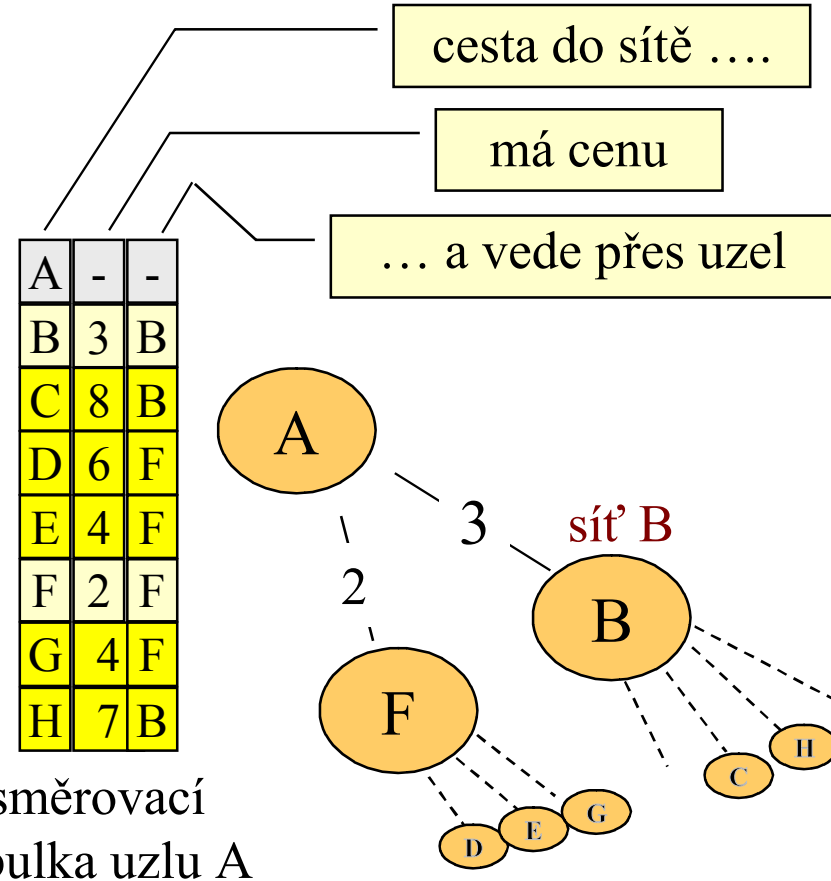 cesta do sítě ….
má cenu
… a vede přes uzel
A - -
B 3 B
C 8 B
D 6 F
E 4 F
F 2 F
G 4 F
H 7 B
A
3
síť B
2
B
F
H
C
G
E
D
směrovací
bulka uzlu A